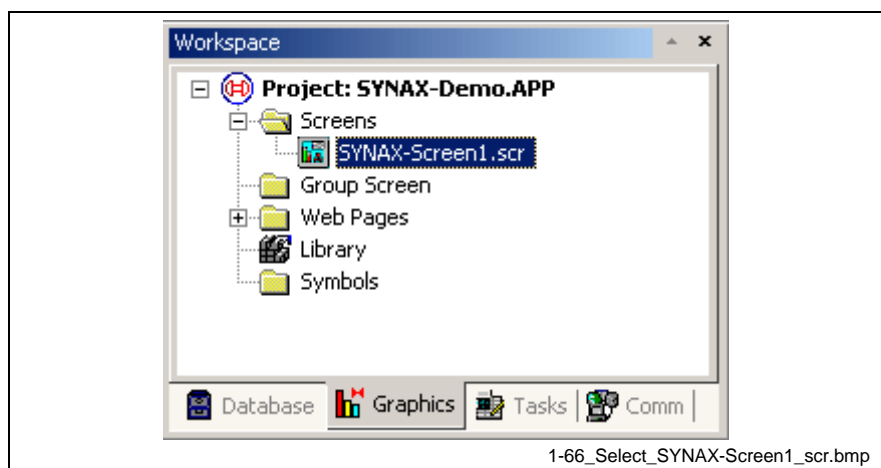 Workspace
Project: SYNAX-Demo.APP
Screens
SYNAX-Screen1.scr
Group Screen
Web Pages
Library
Symbols
Database Graphics Tasks Comm
1-66_Select_SYNAX-Screen1_scr.bmp